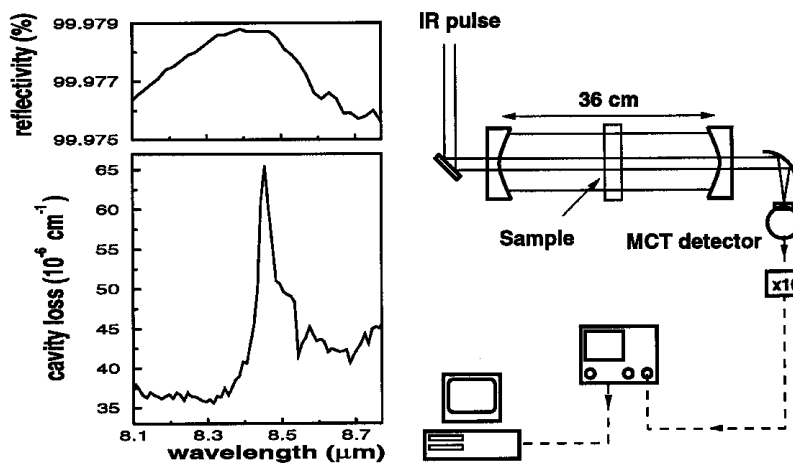 99.979
99.977
99.975
reflectivity (%)
65
60
55
50
45
40
35
cavity loss (10⁻⁶ cm⁻¹)
8.1
8.3
8.5
8.7
wavelength (μm)
IR pulse
36 cm
Sample
MCT detector